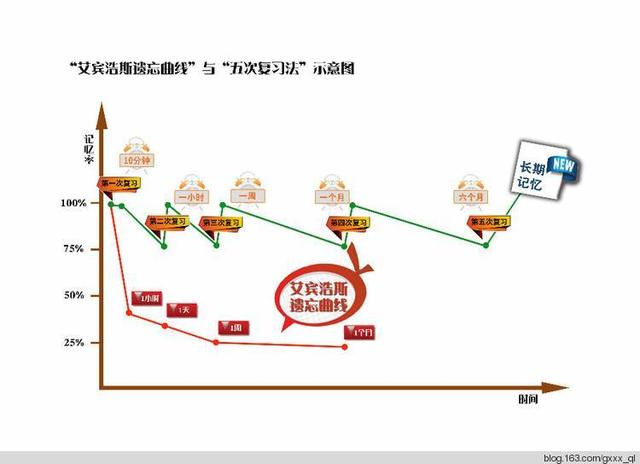 “艾宾浩斯遗忘曲线”与“五次复习法”示意图
记忆率
10分钟
一小时
一周
一个月
六个月
长期
记忆
NEW
第一次复习
第二次复习
第三次复习
第四次复习
第五次复习
100%
75%
50%
25%
艾宾浩斯
遗忘曲线
1小时
1天
1周
1个月
时间
blog.163.com/gxxx_ql